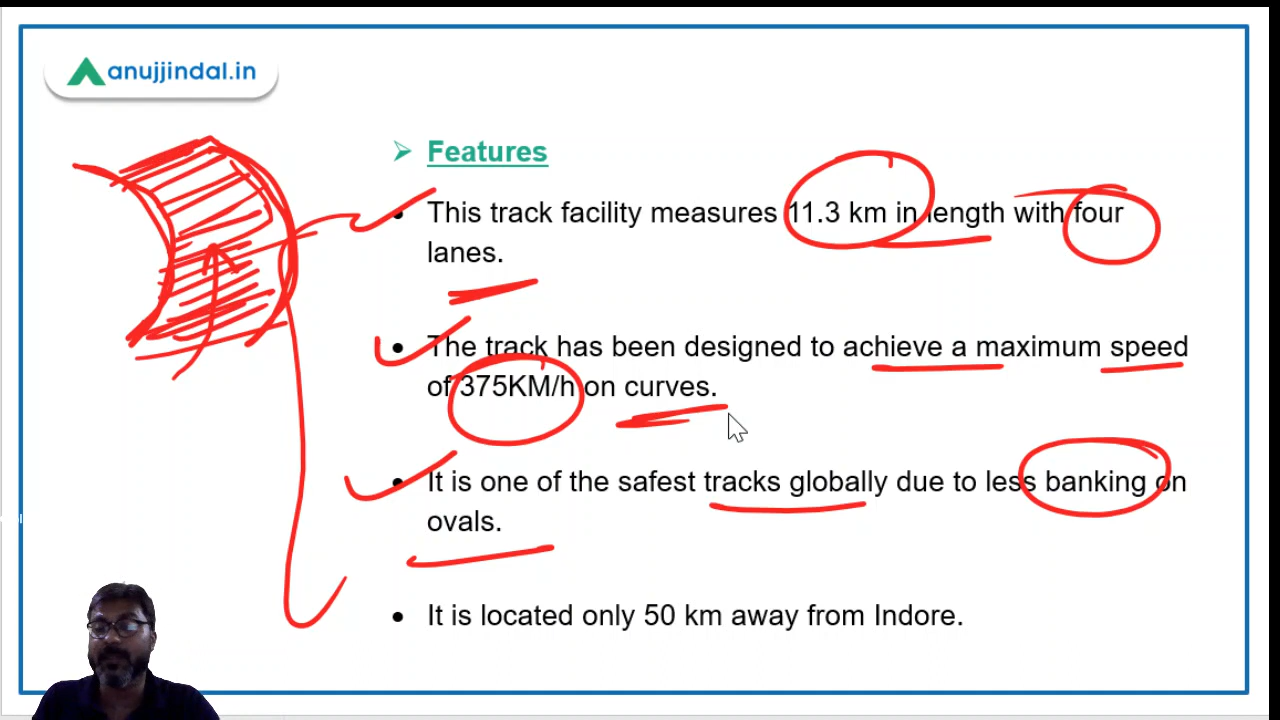 anujjindal.in
Features
This track facility measures 11.3 km in length with four
lanes.
The track has been designed to achieve a maximum speed
of 375KM/h on curves.
It is one of the safest tracks globally due to less banking on
ovals.
It is located only 50 km away from Indore.